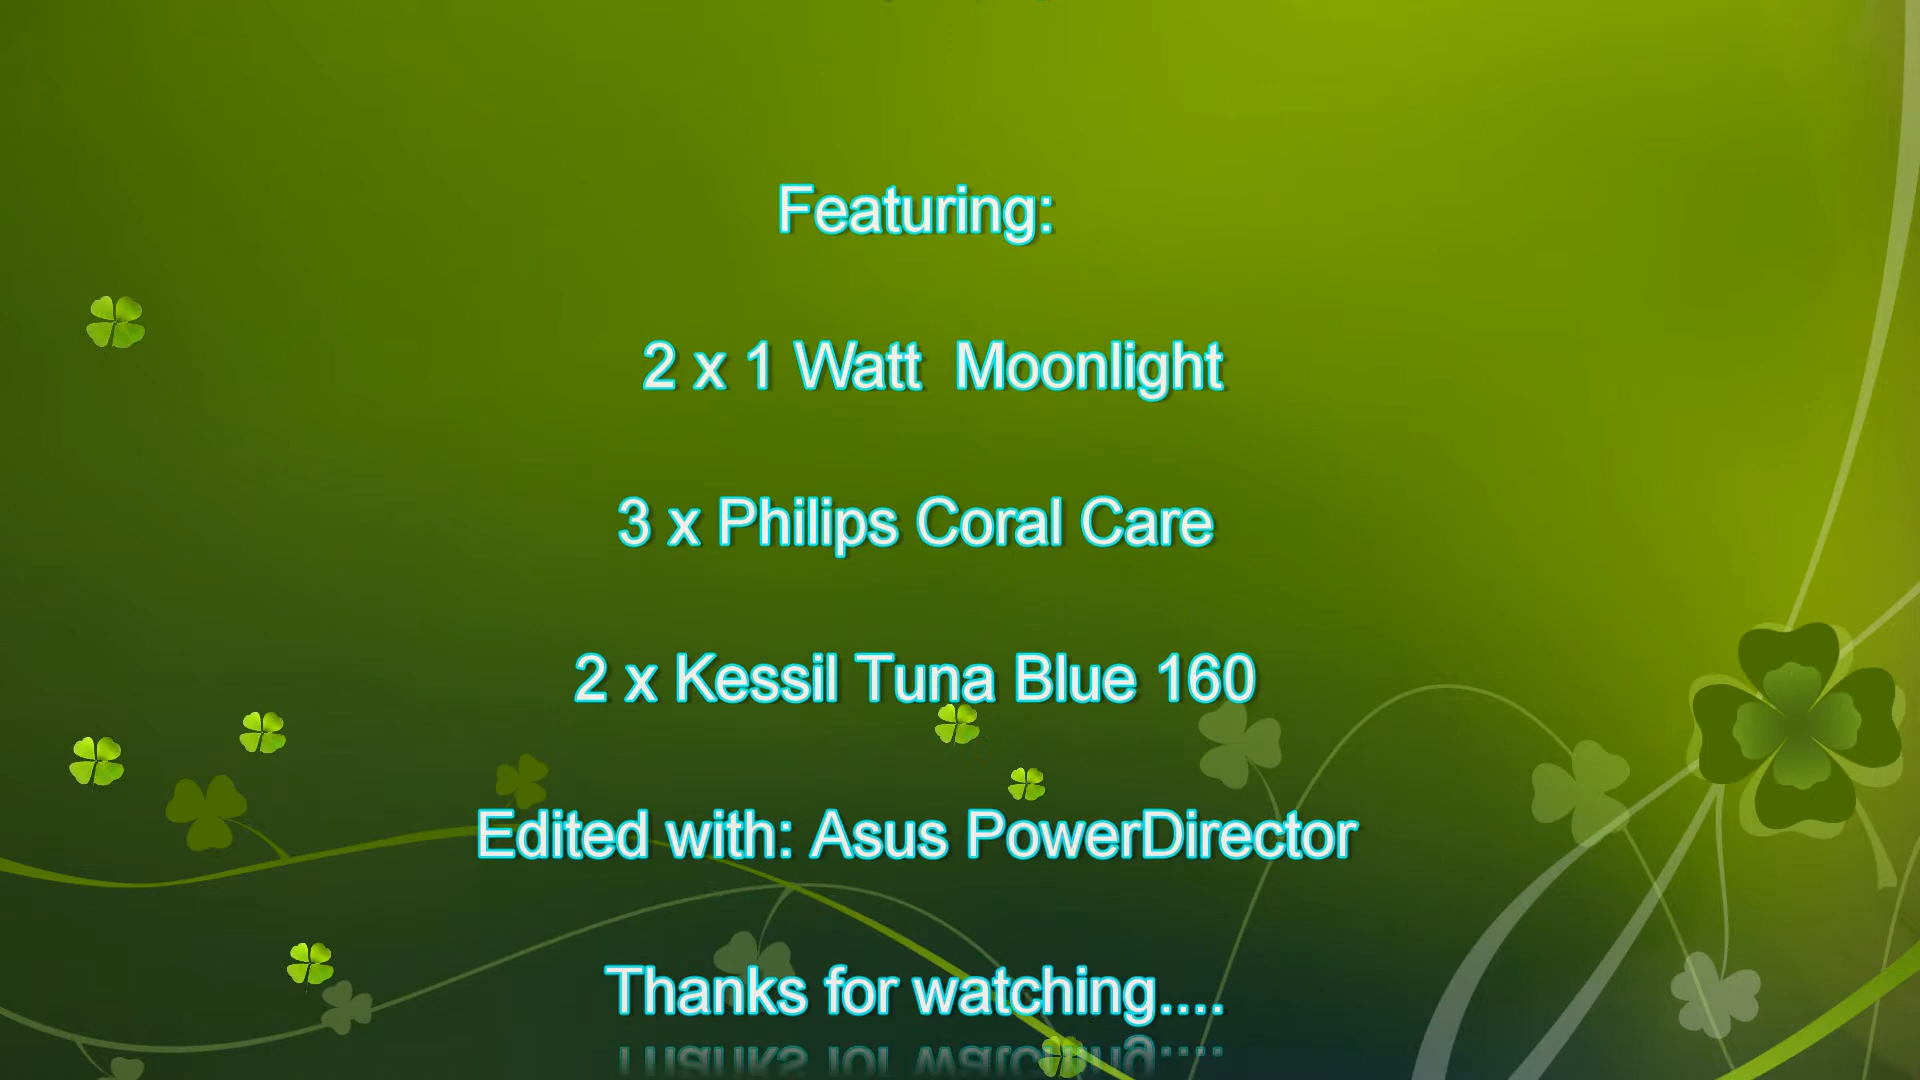 Featuring:
2 x 1 Watt  Moonlight
3 x Philips Coral Care
2 x Kessil Tuna Blue 160
Edited with: Asus PowerDirector
Thanks for watching....